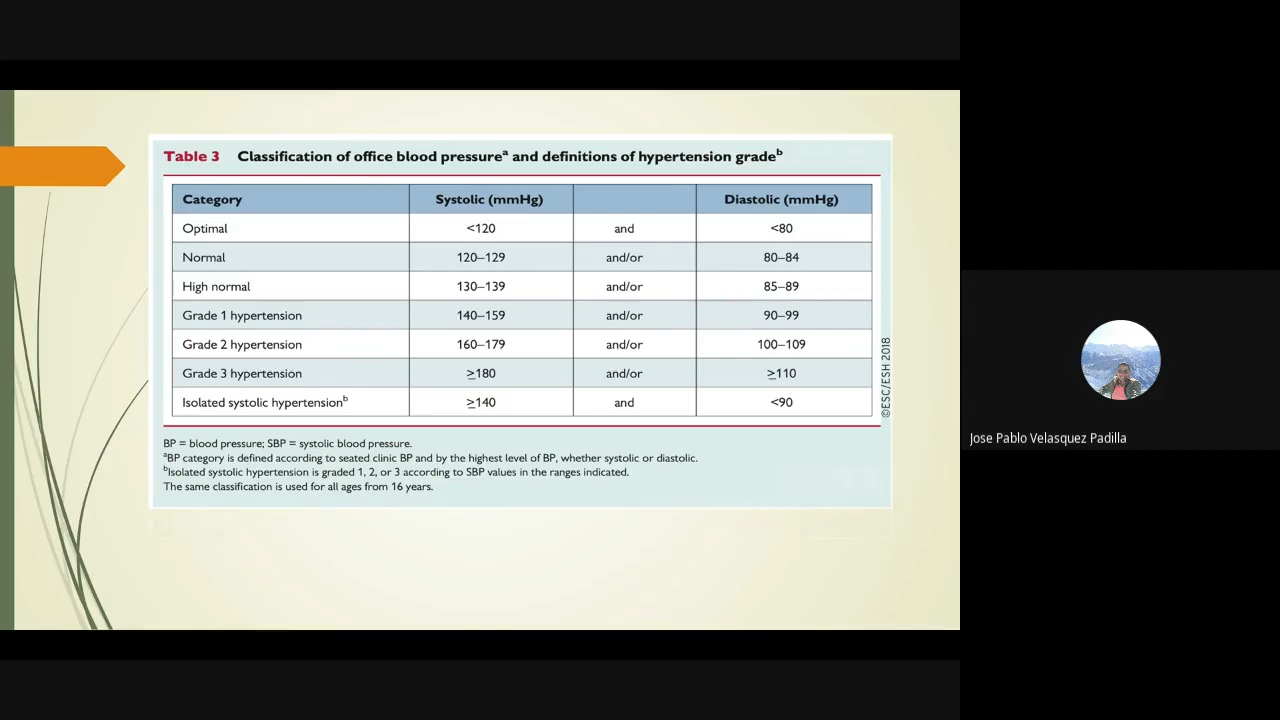 Table 3 Classification of office blood pressureᵃ and definitions of hypertension gradeᵇ
Category Systolic (mmHg) Diastolic (mmHg)
Optimal <120 and <80
Normal 120–129 and/or 80–84
High normal 130–139 and/or 85–89
Grade 1 hypertension 140–159 and/or 90–99
Grade 2 hypertension 160–179 and/or 100–109
Grade 3 hypertension ≥180 and/or ≥110
Isolated systolic hypertensionᵇ ≥140 and <90
©ESC/ESH 2018
BP = blood pressure; SBP = systolic blood pressure.
ᵃBP category is defined according to seated clinic BP and by the highest level of BP, whether systolic or diastolic.
ᵇIsolated systolic hypertension is graded 1, 2, or 3 according to SBP values in the ranges indicated.
The same classification is used for all ages from 16 years.
Jose Pablo Velasquez Padilla